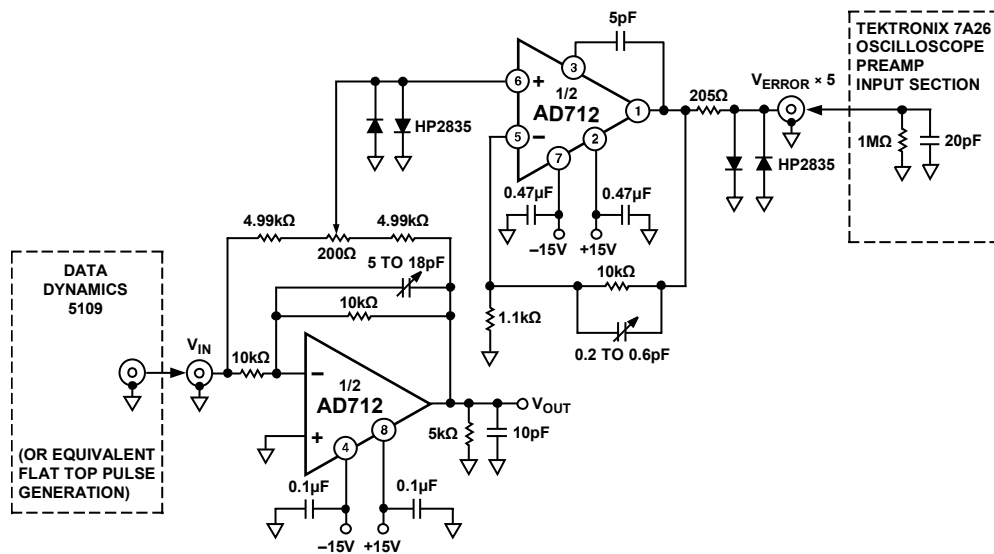 5pF
TEKTRONIX 7A26
OSCILLOSCOPE
PREAMP
INPUT SECTION
3
6
+
1/2
AD712
1
205Ω
VERROR × 5
5
−
2
7
HP2835
HP2835
1MΩ
20pF
0.47µF
0.47µF
−15V
+15V
4.99kΩ
4.99kΩ
200Ω
5 TO 18pF
10kΩ
10kΩ
1.1kΩ
0.2 TO 0.6pF
DATA
DYNAMICS
5109
VIN
10kΩ
−
1/2
AD712
+
8
4
VOUT
5kΩ
10pF
(OR EQUIVALENT
FLAT TOP PULSE
GENERATION)
0.1µF
0.1µF
−15V
+15V